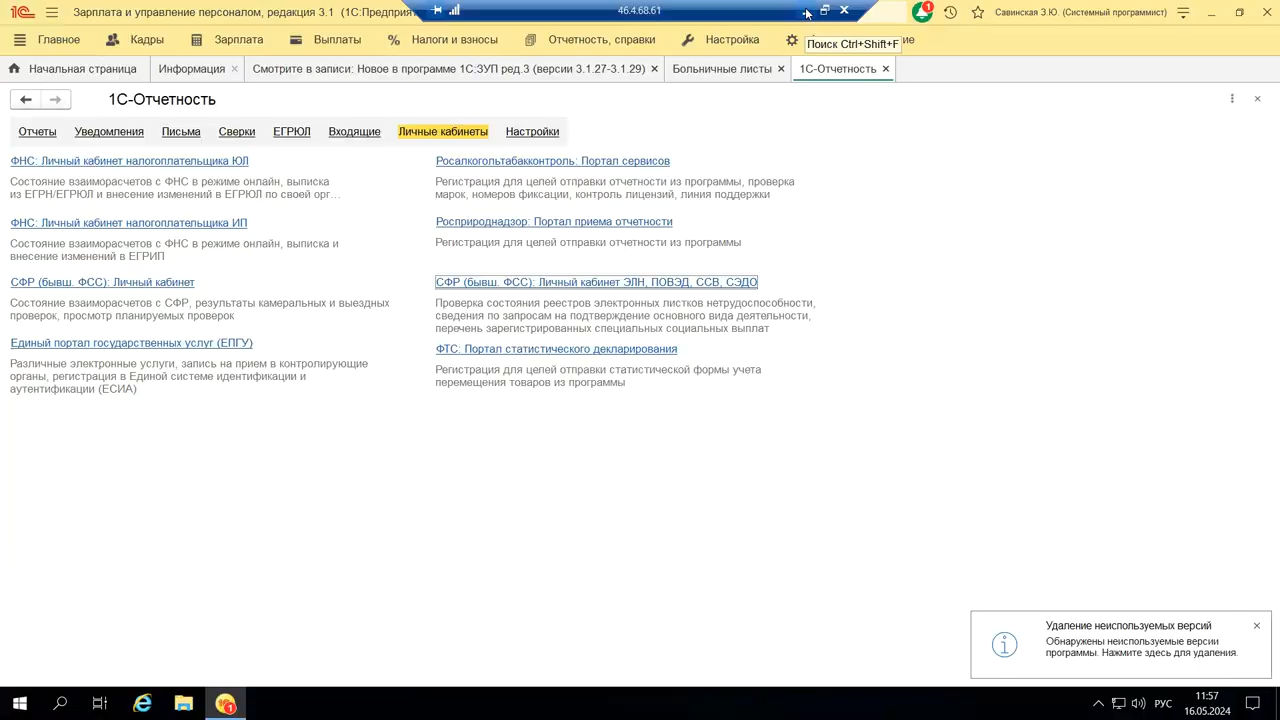 Зарплата и управление персоналом, редакция 3.1 (1С:Предприят
46.4.68.61
1
Савинская З.Ю. (Системный программист)
Главное
Кадры
Зарплата
Выплаты
Налоги и взносы
Отчетность, справки
Настройка
ие
Поиск Ctrl+Shift+F
Начальная страница
Информация
Смотрите в записи: Новое в программе 1С:ЗУП ред.3 (версии 3.1.27-3.1.29)
Больничные листы
1С-Отчетность
1С-Отчетность
Отчеты
Уведомления
Письма
Сверки
ЕГРЮЛ
Входящие
Личные кабинеты
Настройки
ФНС: Личный кабинет налогоплательщика ЮЛ
Состояние взаиморасчетов с ФНС в режиме онлайн, выписка
из ЕГРН/ЕГРЮЛ и внесение изменений в ЕГРЮЛ по своей орг…
ФНС: Личный кабинет налогоплательщика ИП
Состояние взаиморасчетов с ФНС в режиме онлайн, выписка и
внесение изменений в ЕГРИП
СФР (бывш. ФСС): Личный кабинет
Состояние взаиморасчетов с СФР, результаты камеральных и выездных
проверок, просмотр планируемых проверок
Единый портал государственных услуг (ЕПГУ)
Различные электронные услуги, запись на прием в контролирующие
органы, регистрация в Единой системе идентификации и
аутентификации (ЕСИА)
Росалкогольтабакконтроль: Портал сервисов
Регистрация для целей отправки отчетности из программы, проверка
марок, номеров фиксации, контроль лицензий, линия поддержки
Росприроднадзор: Портал приема отчетности
Регистрация для целей отправки отчетности из программы
СФР (бывш. ФСС): Личный кабинет ЭЛН, ПОВЭД, ССВ, СЭДО
Проверка состояния реестров электронных листков нетрудоспособности,
сведения по запросам на подтверждение основного вида деятельности,
перечень зарегистрированных специальных социальных выплат
ФТС: Портал статистического декларирования
Регистрация для целей отправки статистической формы учета
перемещения товаров из программы
Удаление неиспользуемых версий
Обнаружены неиспользуемые версии
программы. Нажмите здесь для удаления.
1
РУС
11:57
16.05.2024